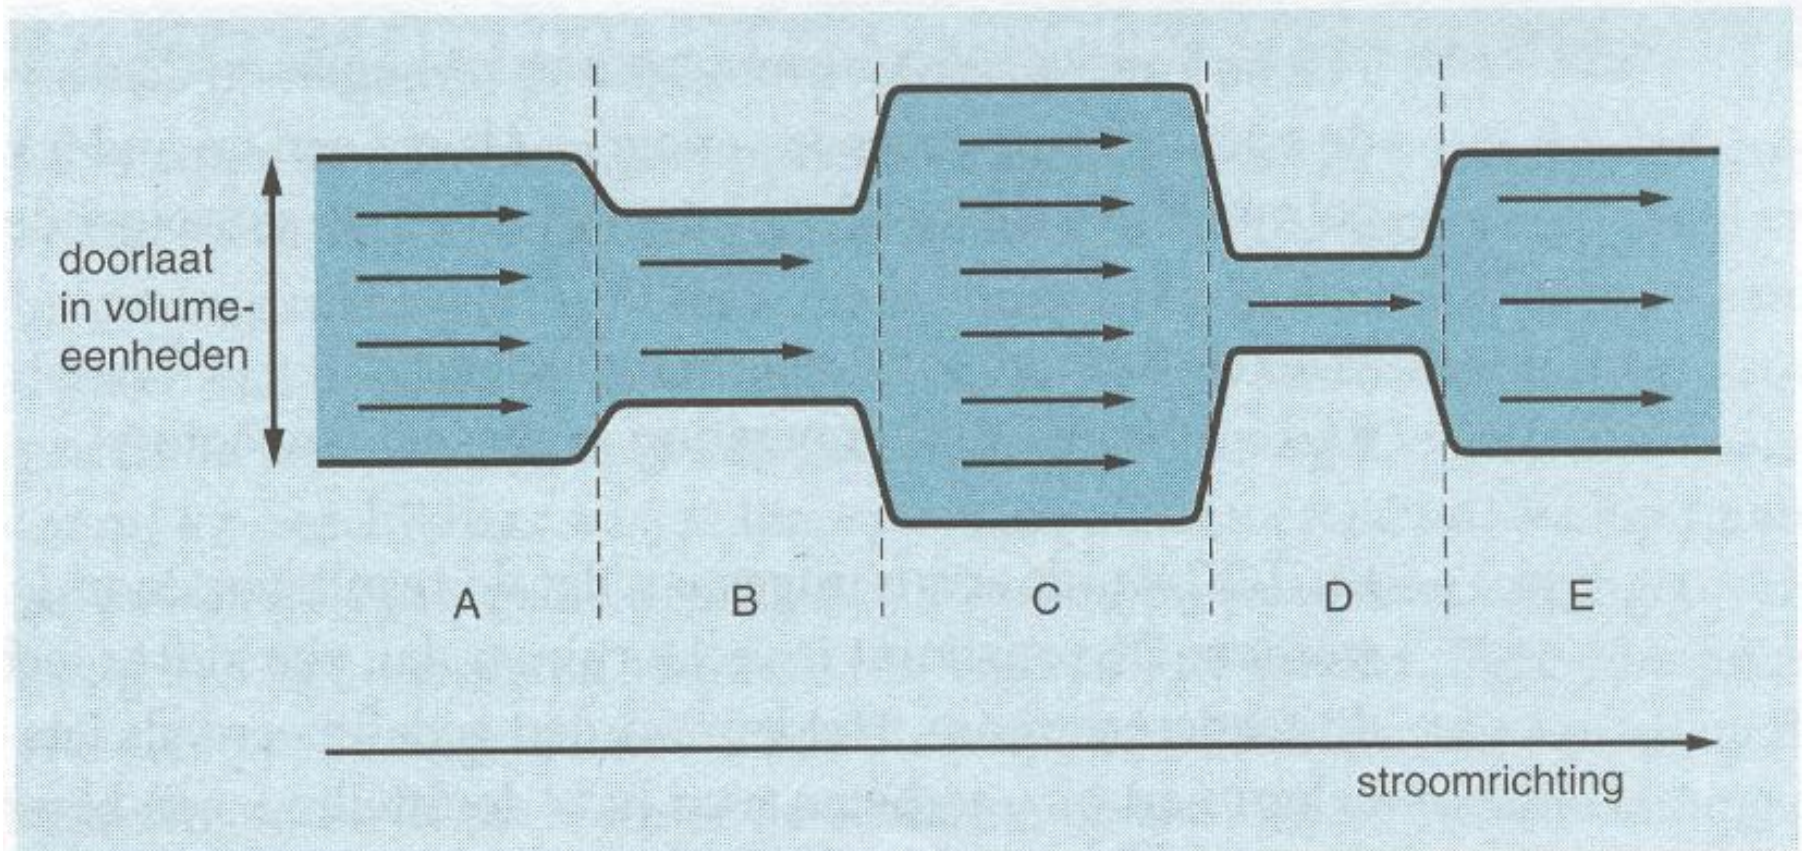 doorlaat
in volume-
eenheden
A B C D E
stroomrichting